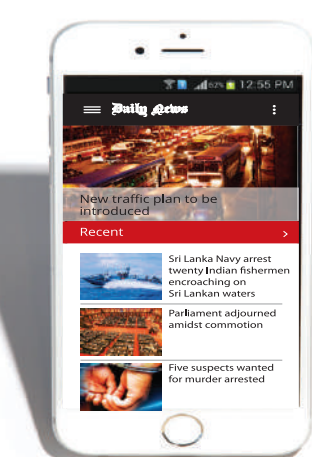 62% 12:55 PM
Daily News
New traffic plan to be
introduced
Recent >
Sri Lanka Navy arrest
twenty Indian fishermen
encroaching on
Sri Lankan waters
Parliament adjourned
amidst commotion
Five suspects wanted
for murder arrested